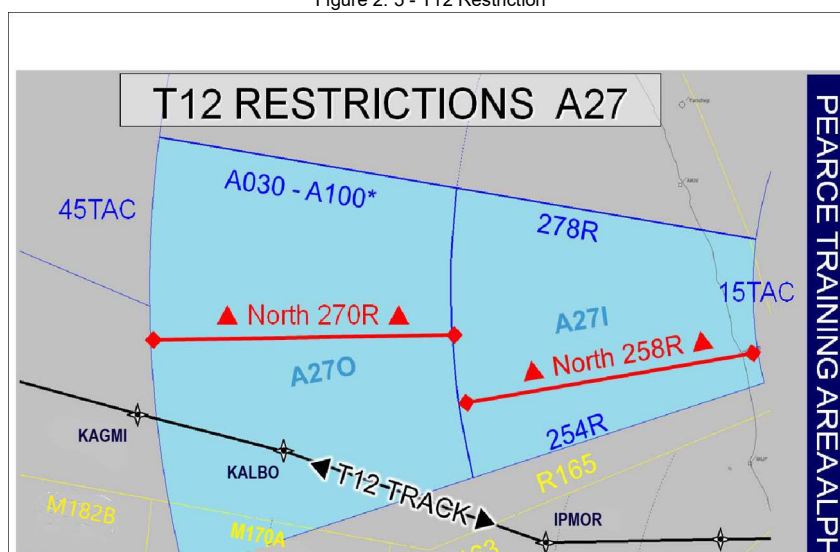 Figure 2. 5 - T12 Restriction
T12 RESTRICTIONS A27
A030 - A100*
45TAC
278R
15TAC
North 270R
A27I
North 258R
A27O
254R
KAGMI
KALBO
T12 TRACK
R165
IPMOR
M182B
M170A
163
PEARCE TRAINING AREA ALPH